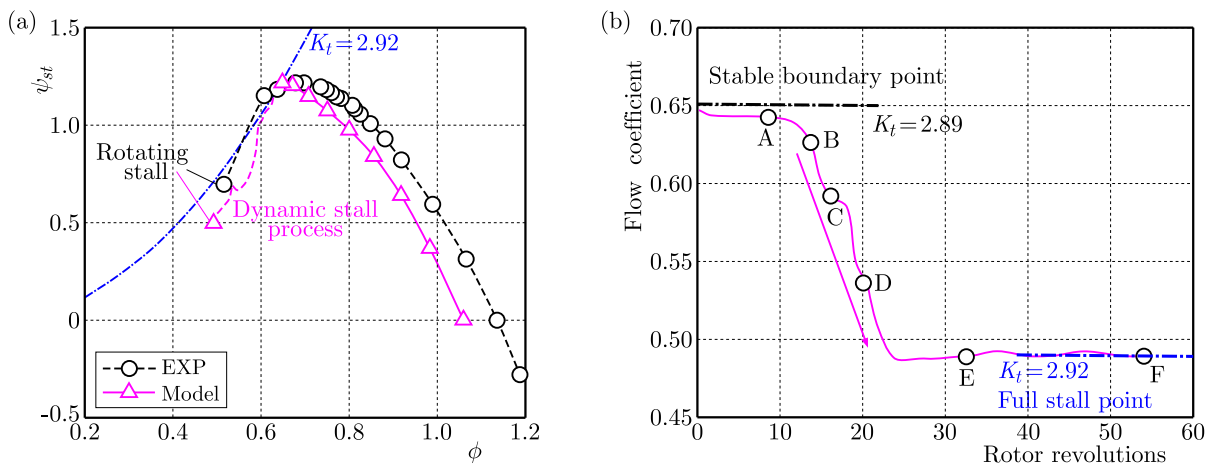 (a)
1.5
1.0
0.5
0
-0.5
ψst
K_t=2.92
Rotating
stall
Dynamic stall
process
EXP
Model
0.2
0.4
0.6
0.8
1.0
1.2
ϕ
(b)
0.70
0.65
0.60
0.55
0.50
0.45
Flow coefficient
Stable boundary point
K_t=2.89
A
B
C
D
E
F
K_t=2.92
Full stall point
0
10
20
30
40
50
60
Rotor revolutions